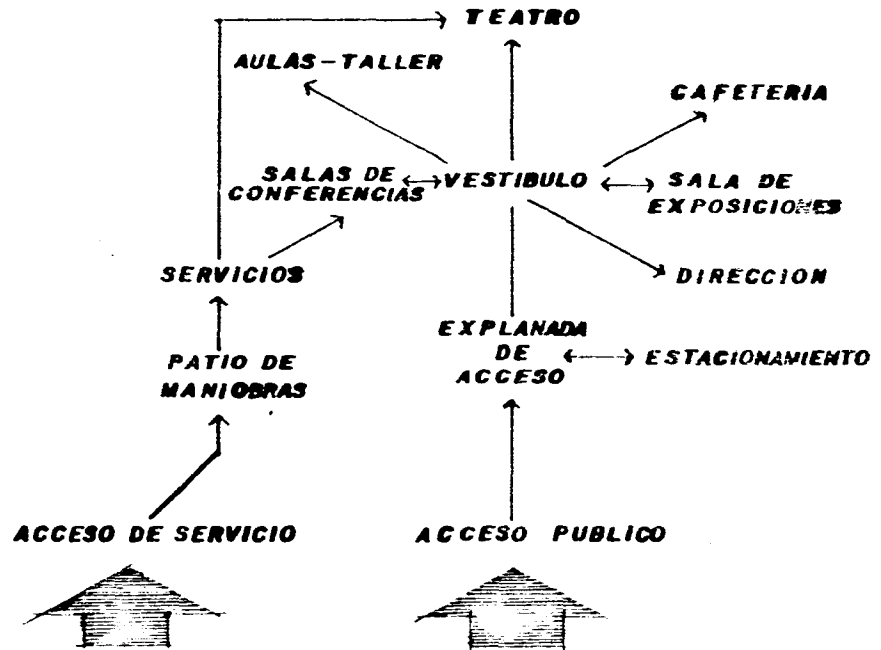 TEATRO
AULAS-TALLER
CAFETERIA
SALAS DE
CONFERENCIAS
VESTIBULO
SALA DE
EXPOSICIONES
SERVICIOS
DIRECCION
EXPLANADA
DE
ACCESO
ESTACIONAMIENTO
PATIO DE
MANIOBRAS
ACCESO DE SERVICIO
ACCESO PUBLICO